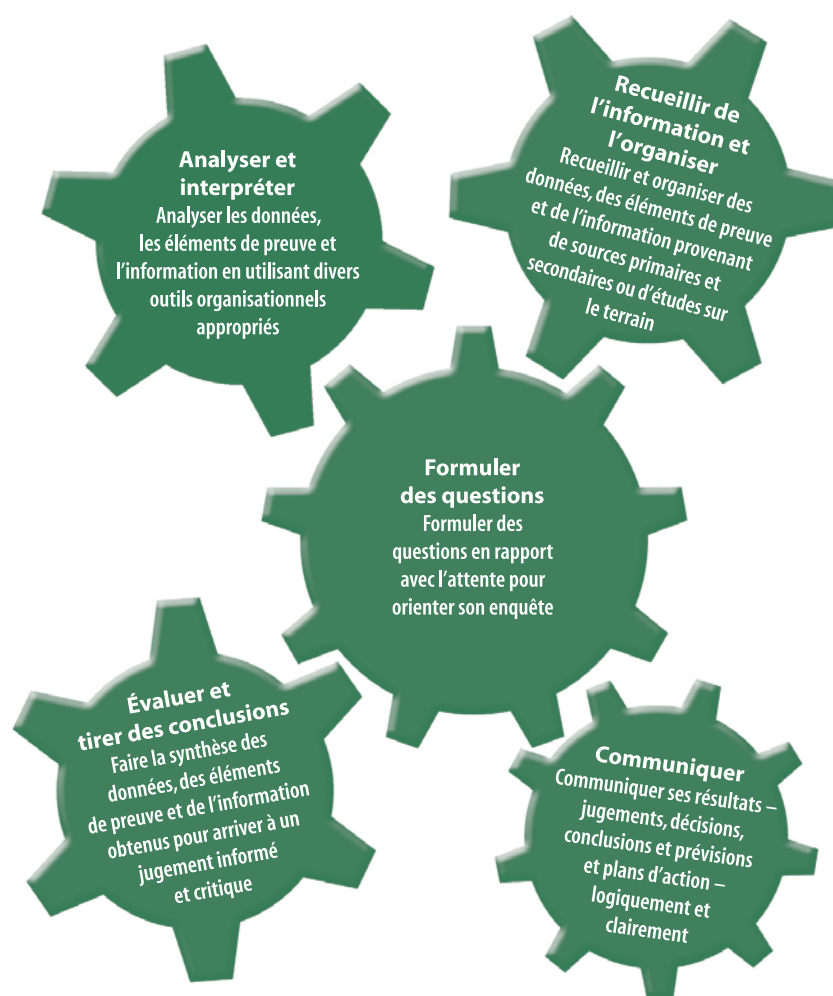 Analyser et
interpréter
Analyser les données,
les éléments de preuve et
l’information en utilisant divers
outils organisationnels
appropriés
Recueillir de
l’information et
l’organiser
Recueillir et organiser des
données, des éléments de preuve
et de l’information provenant
de sources primaires et
secondaires ou d’études sur
le terrain
Formuler
des questions
Formuler des
questions en rapport
avec l’attente pour
orienter son enquête
Évaluer et
tirer des conclusions
Faire la synthèse des
données, des éléments
de preuve et de l’information
obtenus pour arriver à un
jugement informé
et critique
Communiquer
Communiquer ses résultats –
jugements, décisions,
conclusions et prévisions
et plans d’action –
logiquement et
clairement